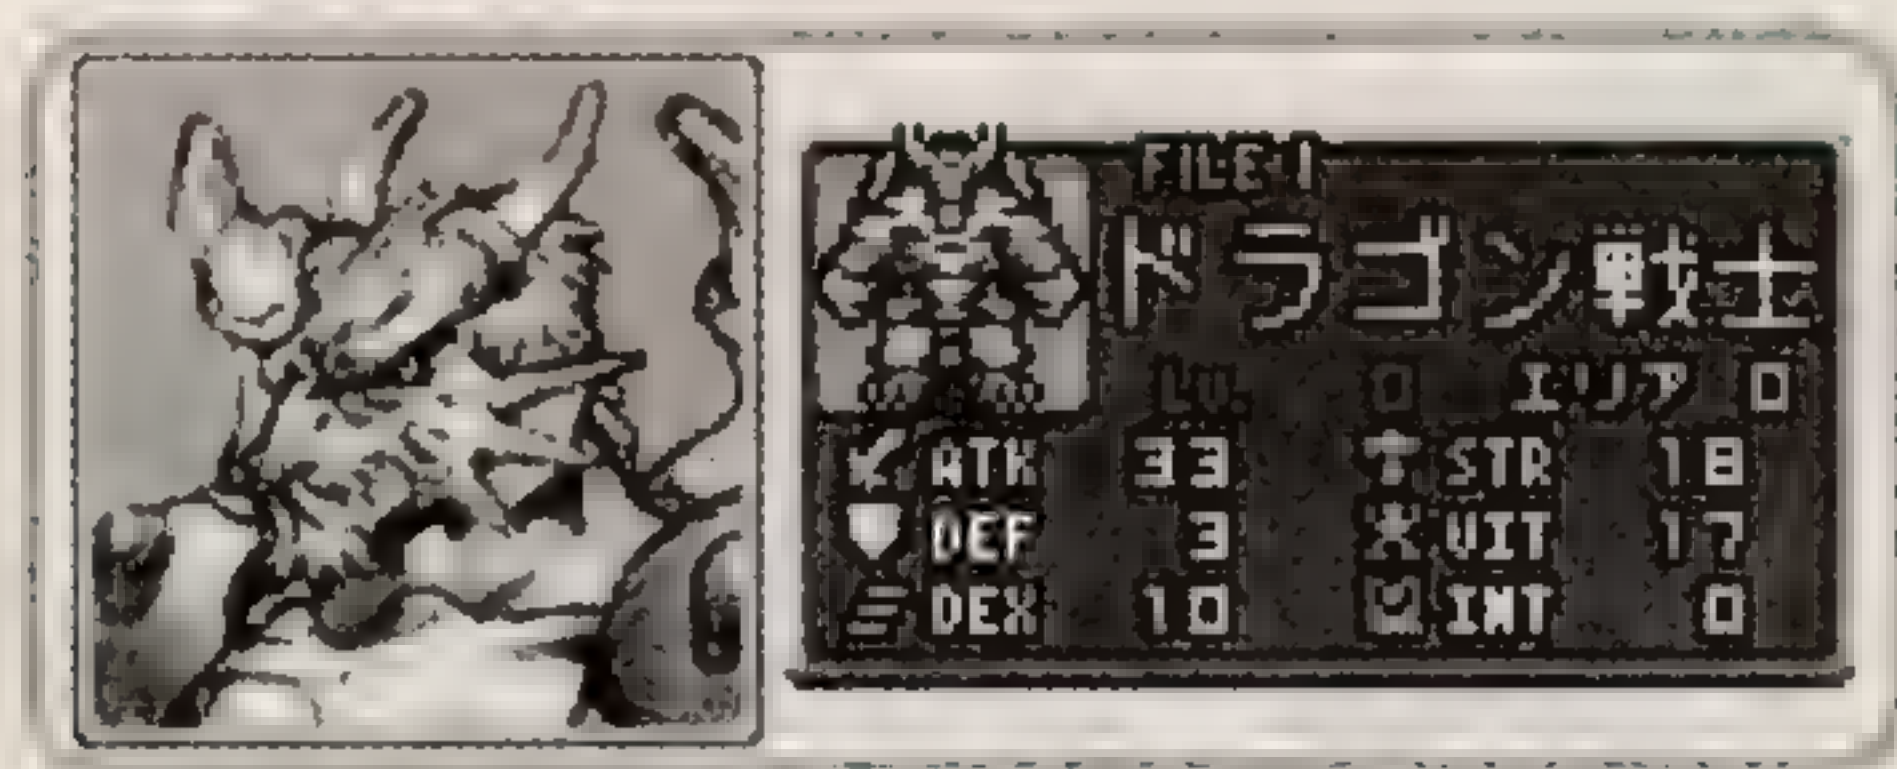 FILE 1
ドラゴン戦士
LV. 0 エリア 0
ATK 33 STR 18
DEF 3 VIT 17
DEX 10 INT 0